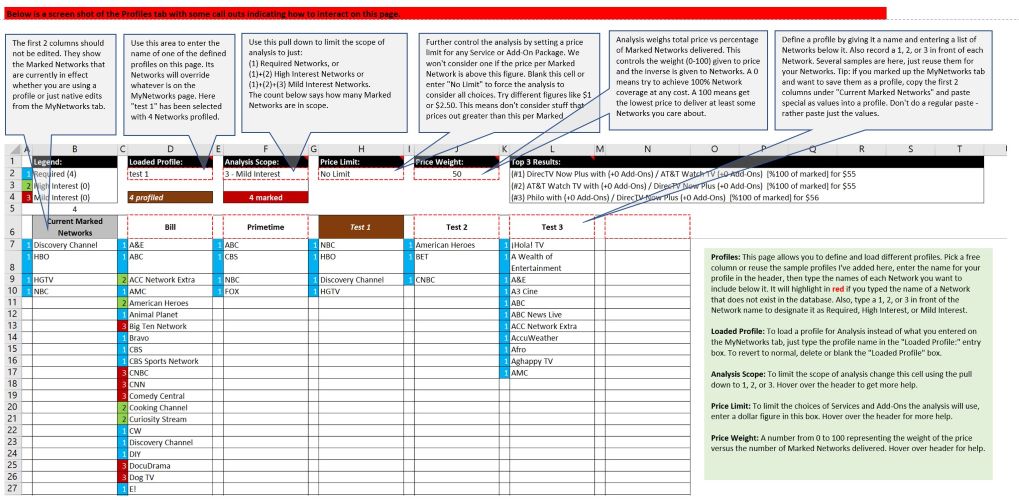 Below is a screen shot of the Profiles tab with some call outs indicating how to interact on this page.
The first 2 columns should
not be edited. They show
the Marked Networks that
are currently in effect
whether you are using a
profile or just native edits
from the MyNetworks tab.
Use this area to enter the
name of one of the defined
profiles on this page. Its
Networks will override
whatever is on the
MyNetworks page. Here
"test 1" has been selected
with 4 Networks profiled.
Use this pull down to limit the scope of
analysis to just:
(1) Required Networks, or
(1)+(2) High Interest Networks or
(1)+(2)+(3) Mild Interest Networks.
The count below says how many Marked
Networks are in scope.
Further control the analysis by setting a price
limit for any Service or Add-On Package. We
won't consider one if the price per Marked
Network is above this figure. Blank this cell or
enter "No Limit" to force the analysis to
consider all choices. Try different figures like $1
or $2.50. This means don't consider stuff that
prices out greater than this per Marked
Analysis weighs total price vs percentage
of Marked Networks delivered. This
controls the weight (0-100) given to price
and the inverse is given to Networks. A 0
means try to achieve 100% Network
coverage at any cost. A 100 means get
the lowest price to deliver at least some
Networks you care about.
Define a profile by giving it a name and entering a list of
Networks below it. Also record a 1, 2, or 3 in front of each
Network. Several samples are here, please just reuse them
for your Networks. Tip: if you marked up the MyNetworks tab
and want to save them as a profile, copy the first 2
columns under "Current Marked Networks" and paste
special as values into a profile. Don't do a regular paste -
rather paste just the values.
A B C D E F G H I J K L M N O P Q R S T U
1 Legend: Loaded Profile: Analysis Scope: Price Limit: Price Weight: Top 3 Results:
2 1 Required (4) test 1 3 - Mild Interest No Limit 50 (#1) DirecTV Now Plus with (+0 Add-Ons) / AT&T Watch TV (+0 Add-Ons) [%100 of marked] for $55
3 2 High Interest (0) (#2) AT&T Watch TV with (+0 Add-Ons) / DirecTV Now Plus (+0 Add-Ons) [%100 of marked] for $55
4 3 Mild Interest (0) 4 profiled 4 marked (#3) Philo with (+0 Add-Ons) / DirecTV Now Plus (+0 Add-Ons) [%100 of marked] for $56
5 4
6 Current Marked Networks Bill Primetime Test 1 Test 2 Test 3
7 1 Discovery Channel 1 A&E 1 ABC 1 NBC 1 American Heroes 1 ¡Hola! TV
8 1 HBO 1 ABC 1 CBS 1 HBO 1 BET 1 A Wealth of Entertainment
9 1 HGTV 2 ACC Network Extra 1 NBC 1 Discovery Channel 1 CNBC 1 A&E
10 1 NBC 1 AMC 1 FOX 1 HGTV 1 A3 Cine
11 2 American Heroes 1 ABC
12 1 Animal Planet 1 ABC News Live
13 3 Big Ten Network 1 ACC Network Extra
14 1 Bravo 1 AccuWeather
15 1 CBS 1 Afro
16 1 CBS Sports Network 1 Aghappy TV
17 3 CNBC 1 AMC
18 3 CNN
19 3 Comedy Central
20 2 Cooking Channel
21 2 Curiosity Stream
22 1 CW
23 1 Discovery Channel
24 1 DIY
25 3 DocuDrama
26 3 Dog TV
27 1 E!
Profiles: This page allows you to define and load different profiles. Pick a free
column or reuse the sample profiles I've added here, enter the name for your
profile in the header, then type the names of each Network you want to
include below it. It will highlight in red if you typed the name of a Network
that does not exist in the database. Also, type a 1, 2, or 3 in front of the
Network name to designate it as Required, High Interest, or Mild Interest.
Loaded Profile: To load a profile for Analysis instead of what you entered on
the MyNetworks tab, just type the profile name in the "Loaded Profile:" entry
box. To revert to normal, delete or blank the "Loaded Profile" box.
Analysis Scope: To limit the scope of analysis change this cell using the pull
down to 1, 2, or 3. Hover over the header to get more help.
Price Limit: To limit the choices of Services and Add-Ons the analysis will use,
enter a dollar figure in this box. Hover over the header for more help.
Price Weight: A number from 0 to 100 representing the weight of the price
versus the number of Marked Networks delivered. Hover over header for help.